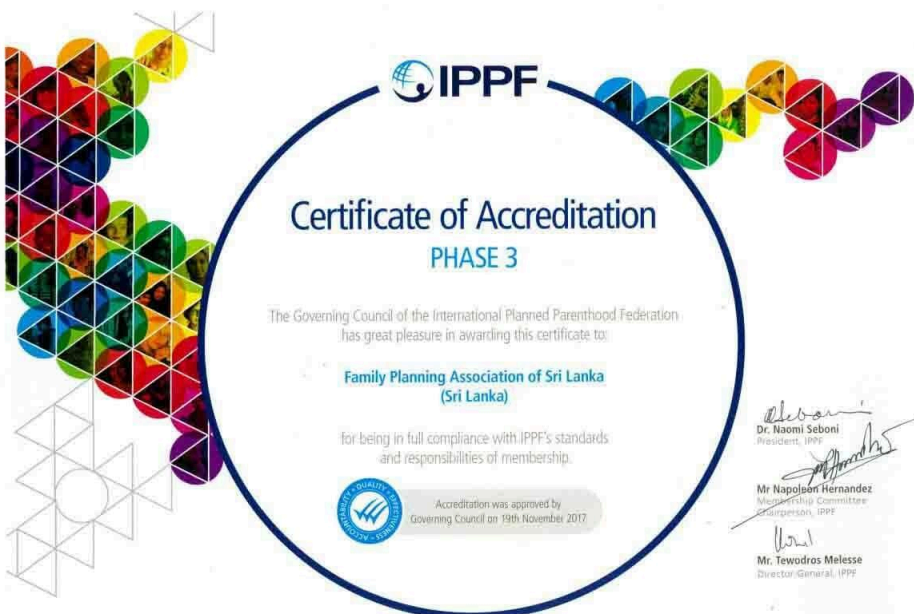 IPPF
Certificate of Accreditation
PHASE 3
The Governing Council of the International Planned Parenthood Federation
has great pleasure in awarding this certificate to:
Family Planning Association of Sri Lanka
(Sri Lanka)
for being in full compliance with IPPF's standards
and responsibilities of membership.
ACCOUNTABILITY • QUALITY • EFFECTIVENESS •
Accreditation was approved by
Governing Council on 19th November 2017
Dr. Naomi Seboni
President, IPPF
Mr Napoleon Hernandez
Membership Committee
Chairperson, IPPF
Mr. Tewodros Melesse
Director General, IPPF